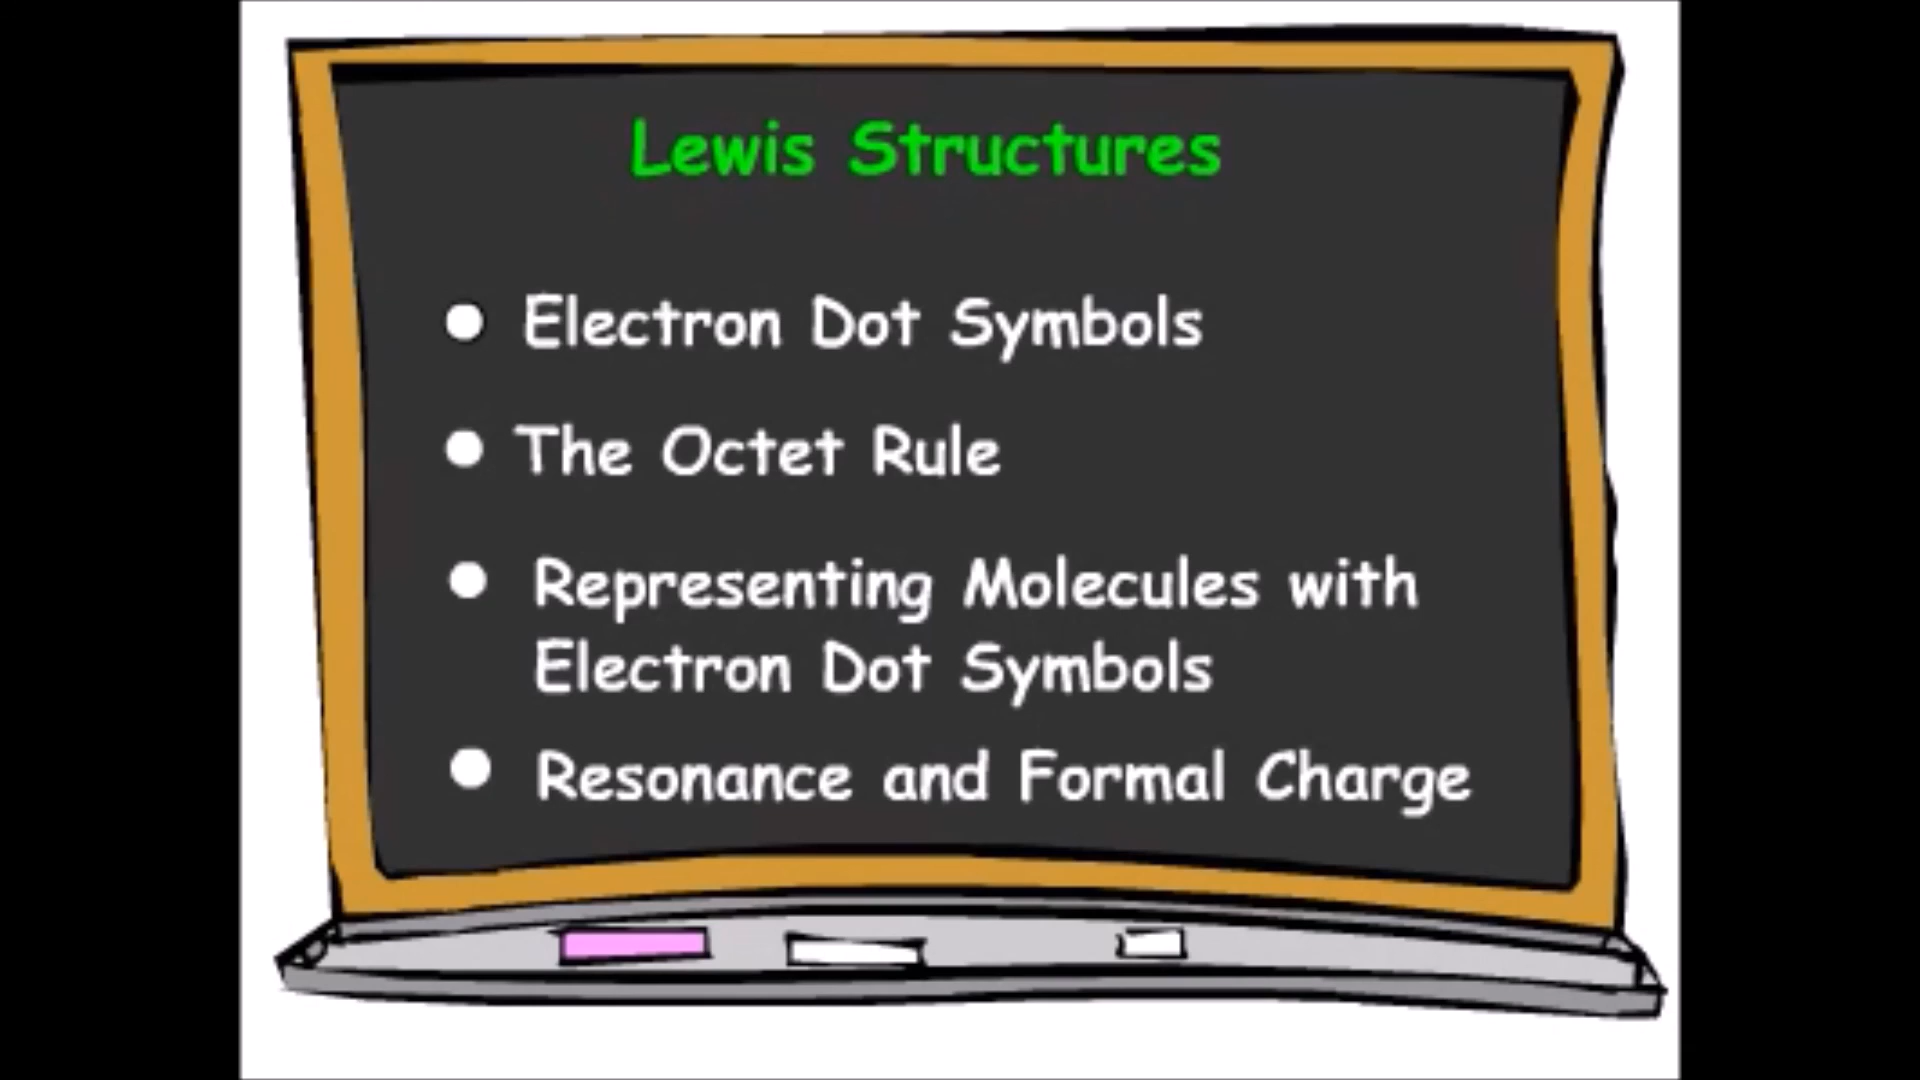 Lewis Structures
● Electron Dot Symbols
● The Octet Rule
● Representing Molecules with
Electron Dot Symbols
● Resonance and Formal Charge